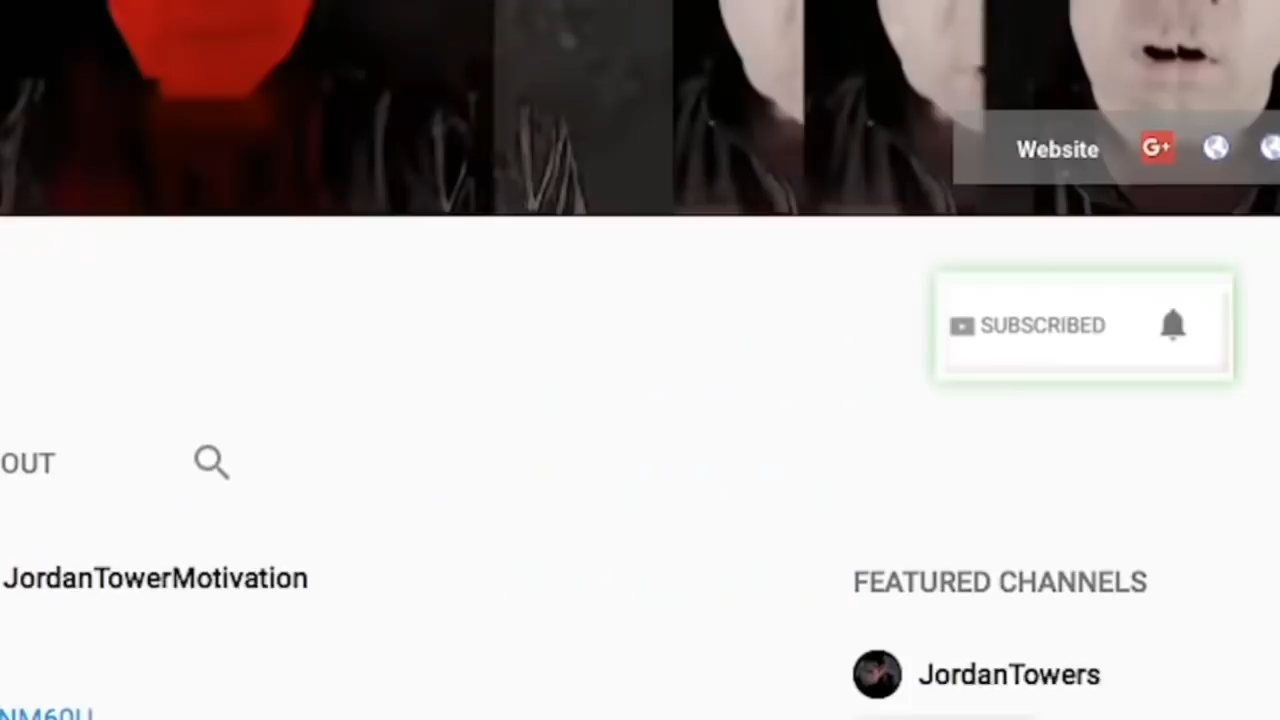 Website G+
SUBSCRIBED
OUT
JordanTowerMotivation
FEATURED CHANNELS
JordanTowers